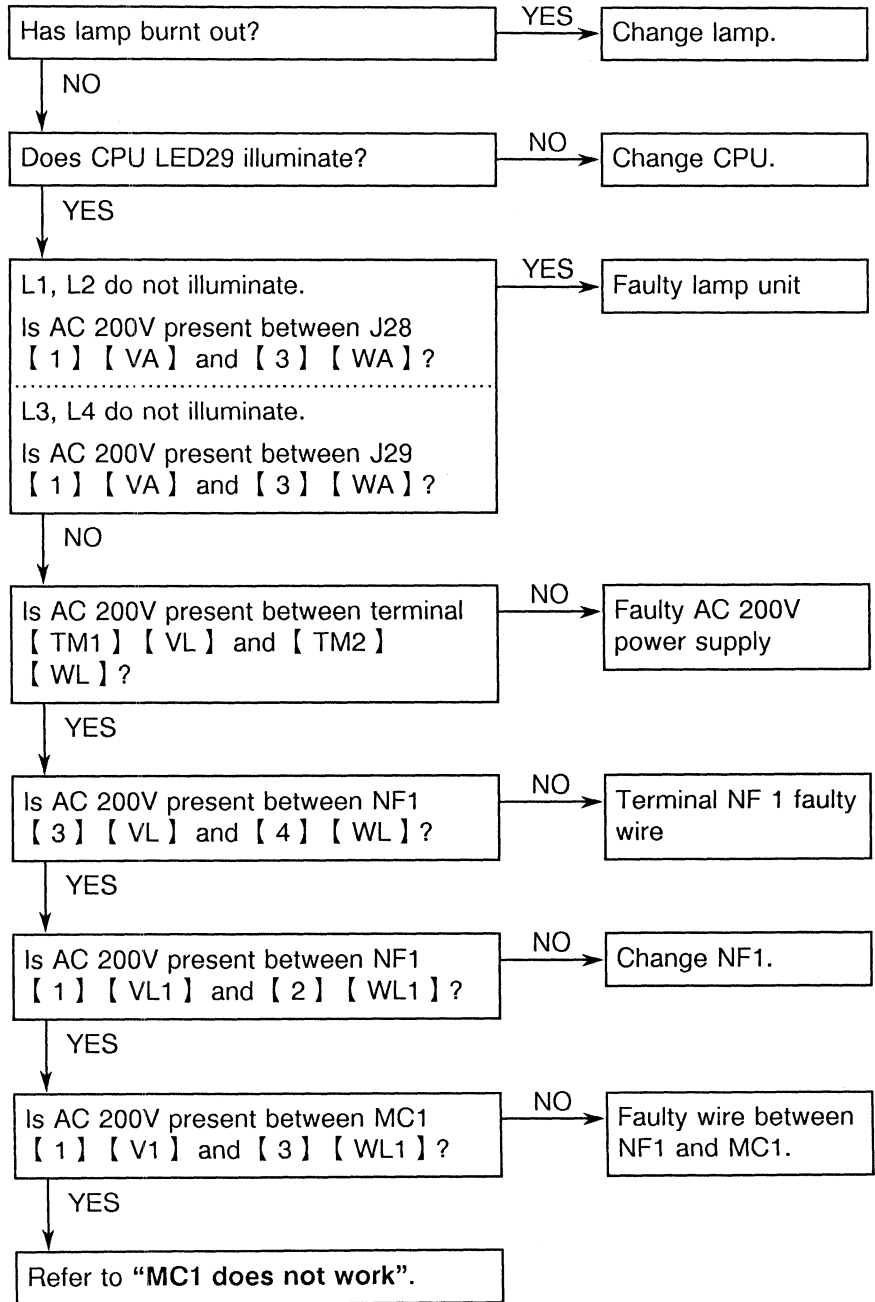 Has lamp burnt out?
YES
Change lamp.
NO
Does CPU LED29 illuminate?
NO
Change CPU.
YES
L1, L2 do not illuminate.
Is AC 200V present between J28
【 1 】 【 VA 】 and 【 3 】 【 WA 】 ?
L3, L4 do not illuminate.
Is AC 200V present between J29
【 1 】 【 VA 】 and 【 3 】 【 WA 】 ?
YES
Faulty lamp unit
NO
Is AC 200V present between terminal
【 TM1 】 【 VL 】 and 【 TM2 】
【 WL 】 ?
NO
Faulty AC 200V
power supply
YES
Is AC 200V present between NF1
【 3 】 【 VL 】 and 【 4 】 【 WL 】 ?
NO
Terminal NF 1 faulty
wire
YES
Is AC 200V present between NF1
【 1 】 【 VL1 】 and 【 2 】 【 WL1 】 ?
NO
Change NF1.
YES
Is AC 200V present between MC1
【 1 】 【 V1 】 and 【 3 】 【 WL1 】 ?
NO
Faulty wire between
NF1 and MC1.
YES
Refer to “MC1 does not work”.